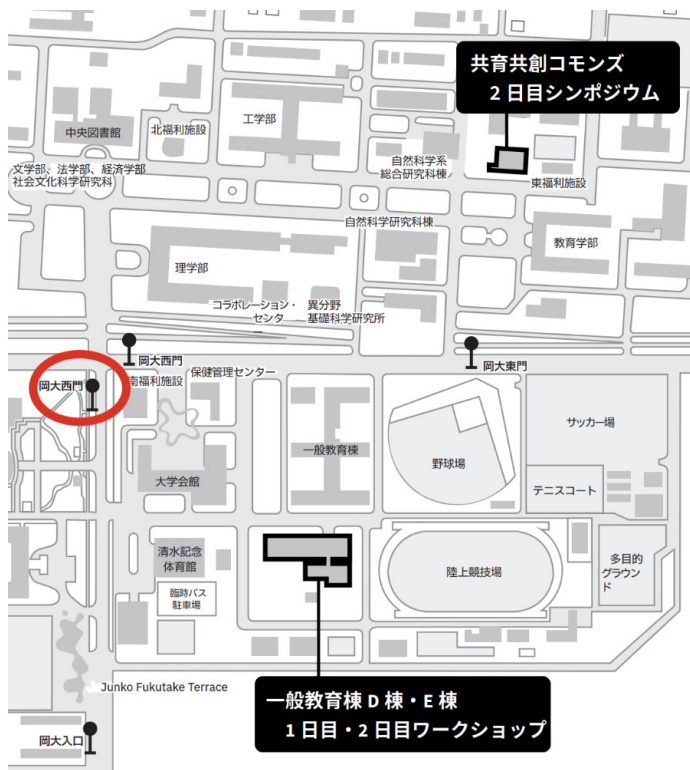 共育共創コモンズ
2日目シンポジウム
工学部
中央図書館
北福利施設
自然科学系
総合研究科棟
文学部、法学部、経済学部
社会文化科学研究科
東福利施設
自然科学研究科棟
教育学部
理学部
コラボレーション・
センタ
ー
異分野
基礎科学研究所
岡大西門
岡大東門
岡大西門
南福利施設
保健管理センター
サッカー場
一般教育棟
野球場
大学会館
テニスコート
清水記念
体育館
陸上競技場
多目的
グラウン
ド
臨時バス
駐車場
Junko Fukutake Terrace
一般教育棟 D 棟・E 棟
1日目・2日目ワークショップ
岡大入口